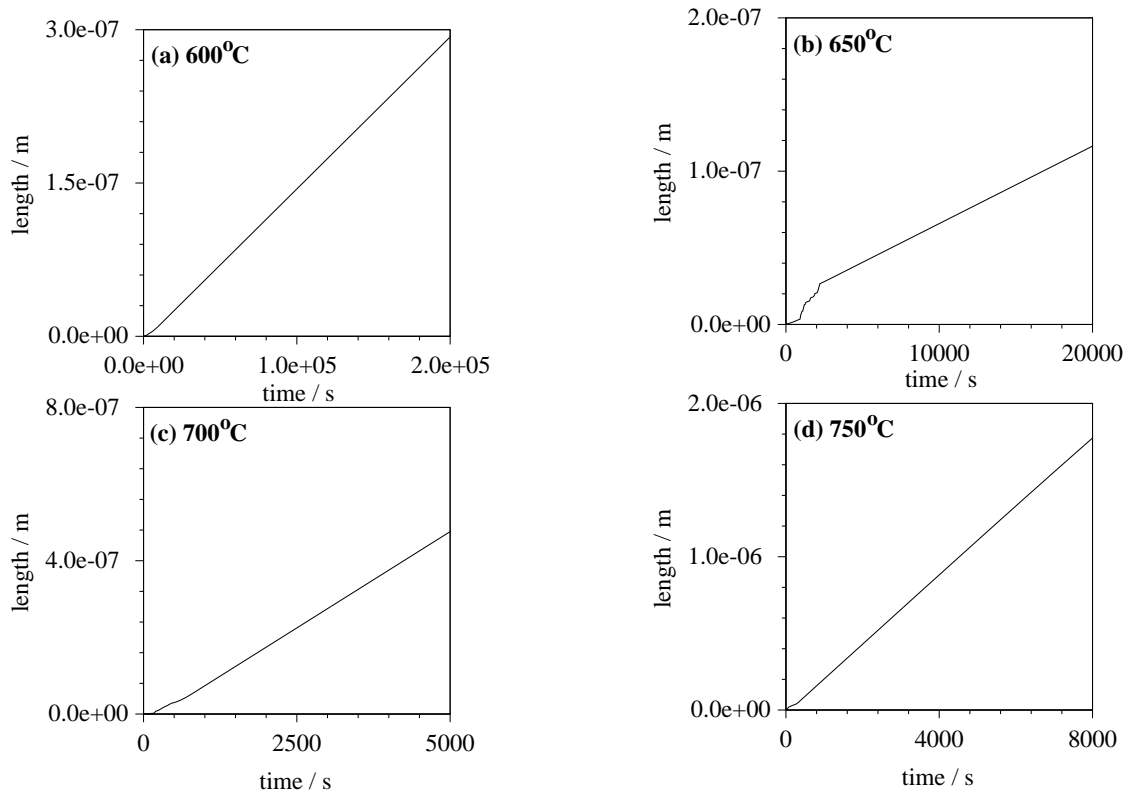 (a) 600°C
length / m
3.0e-07
1.5e-07
0.0e+00
0.0e+00 1.0e+05 2.0e+05
time / s
(b) 650°C
length / m
2.0e-07
1.0e-07
0.0e+00
0 10000 20000
time / s
(c) 700°C
length / m
8.0e-07
4.0e-07
0.0e+00
0 2500 5000
time / s
(d) 750°C
length / m
2.0e-06
1.0e-06
0.0e+00
0 4000 8000
time / s